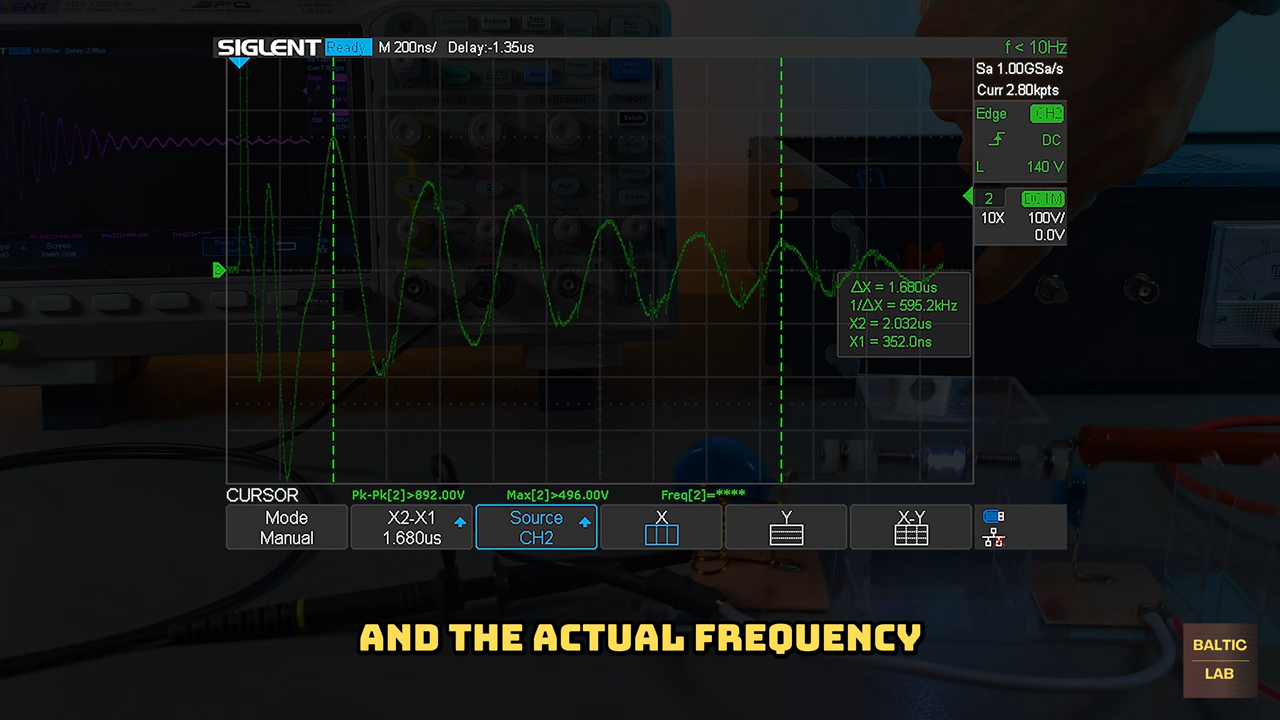 SIGLENT Ready M 200ns/ Delay:-1.35us f < 10Hz
Sa 1.00GSa/s
Curr 2.80kpts
Edge CH2
DC
L 140 V
2 DC1M
10X 100V/
0.0V
ΔX = 1.680us
1/ΔX = 595.2kHz
X2 = 2.032us
X1 = 352.0ns
CURSOR Pk-Pk[2]>892.00V Max[2]>496.00V Freq[2]=****
Mode
Manual
X2-X1
1.680us
Source
CH2
X
Y
X-Y
AND THE ACTUAL FREQUENCY
BALTIC
LAB